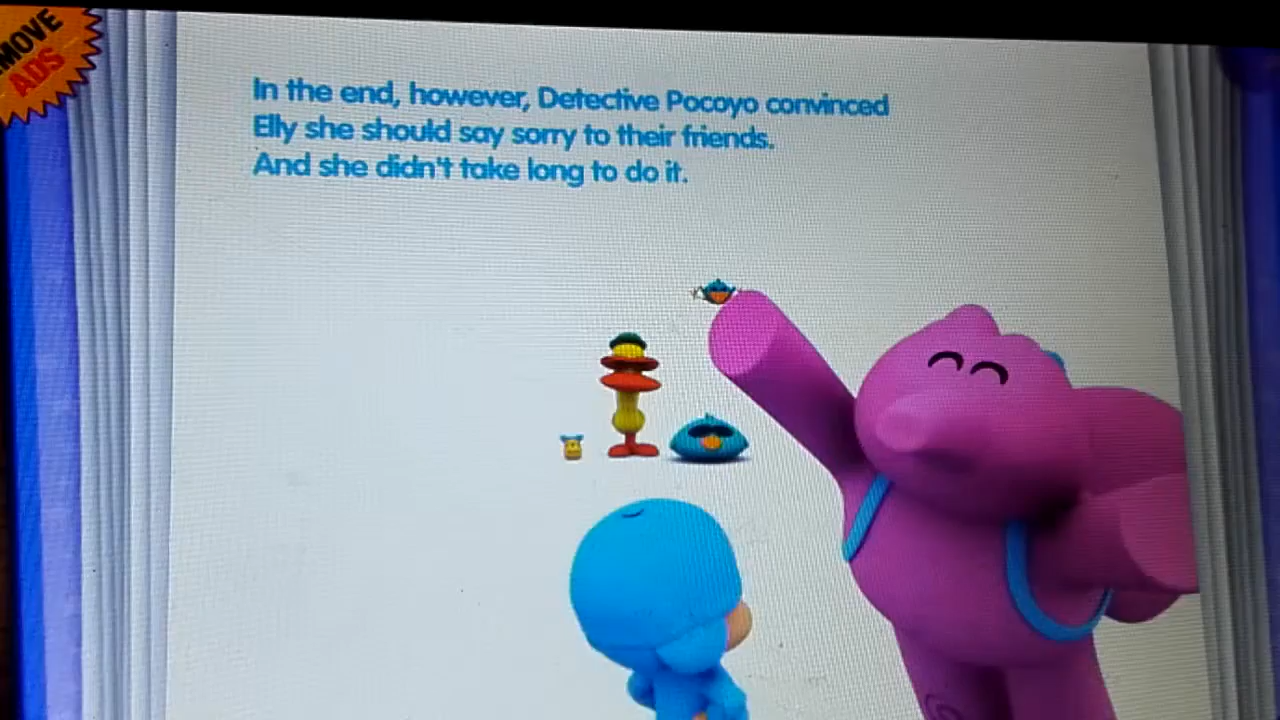 MOVE
ADS
In the end, however, Detective Pocoyo convinced
Elly she should say sorry to their friends.
And she didn't take long to do it.